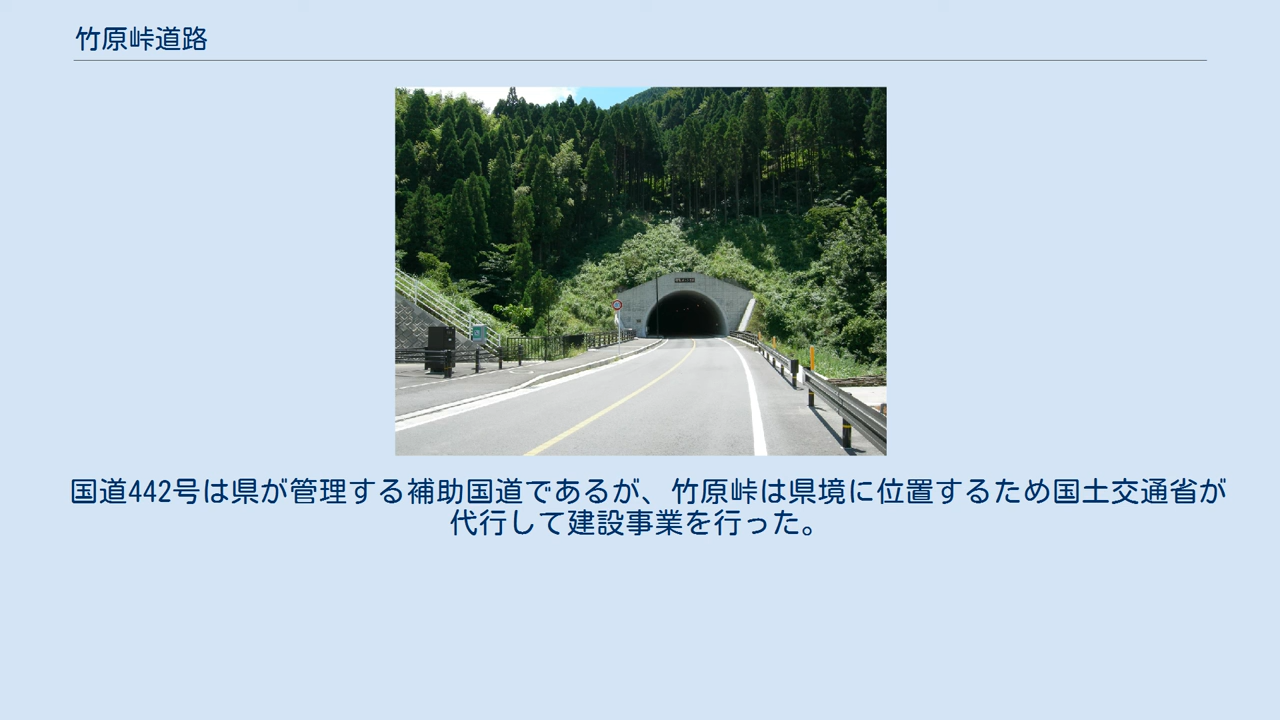 竹原峠道路
国道442号は県が管理する補助国道であるが、竹原峠は県境に位置するため国土交通省が
代行して建設事業を行った。